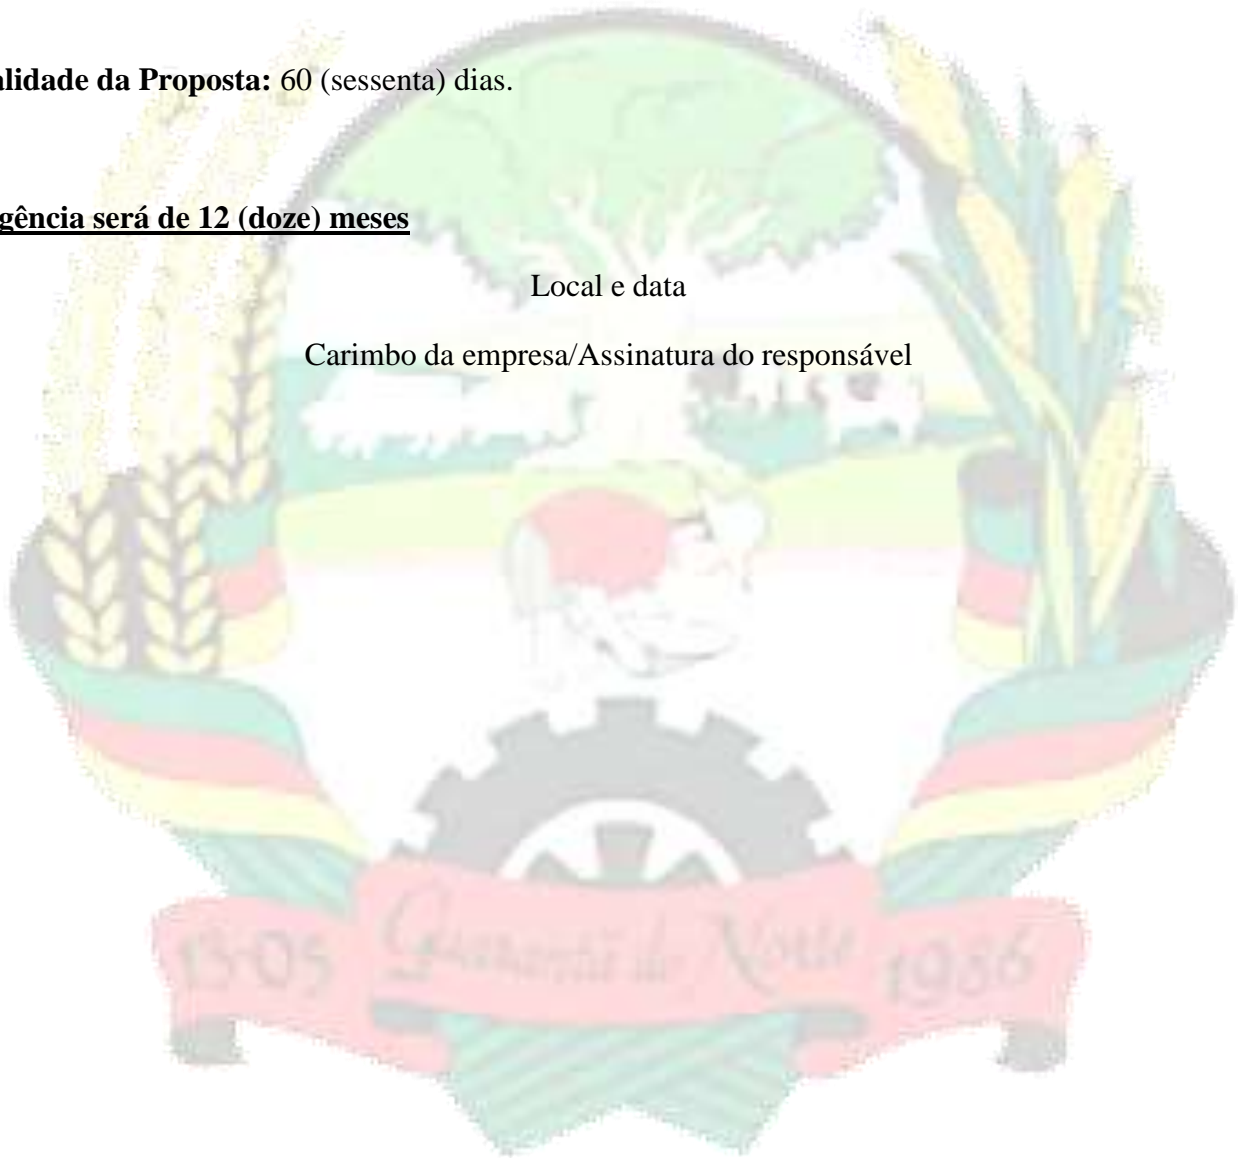 alidade da Proposta: 60 (sessenta) dias.
gência será de 12 (doze) meses
Local e data
Carimbo da empresa/Assinatura do responsável
13-05 Guarantã do Norte 1986